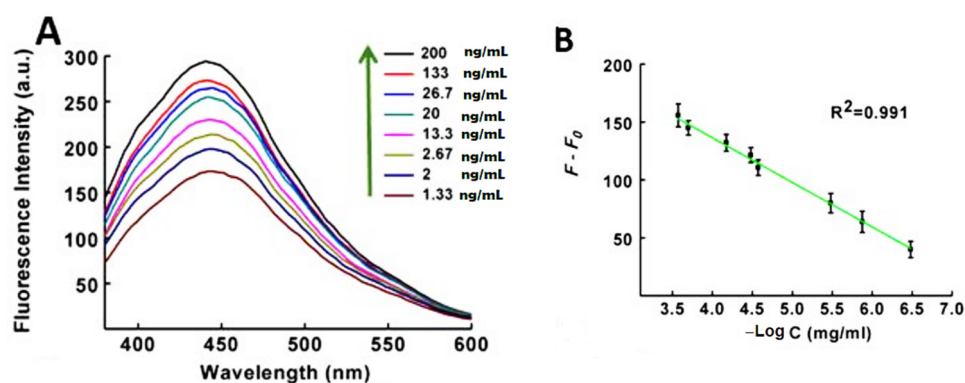 A
Fluorescence Intensity (a.u.)
300
250
200
150
100
50
0
400
450
500
550
600
Wavelength (nm)
200 ng/mL
133 ng/mL
26.7 ng/mL
20 ng/mL
13.3 ng/mL
2.67 ng/mL
2 ng/mL
1.33 ng/mL
B
F - F0
200
150
100
50
R2=0.991
3.5
4.0
4.5
5.0
5.5
6.0
6.5
7.0
–Log C (mg/ml)